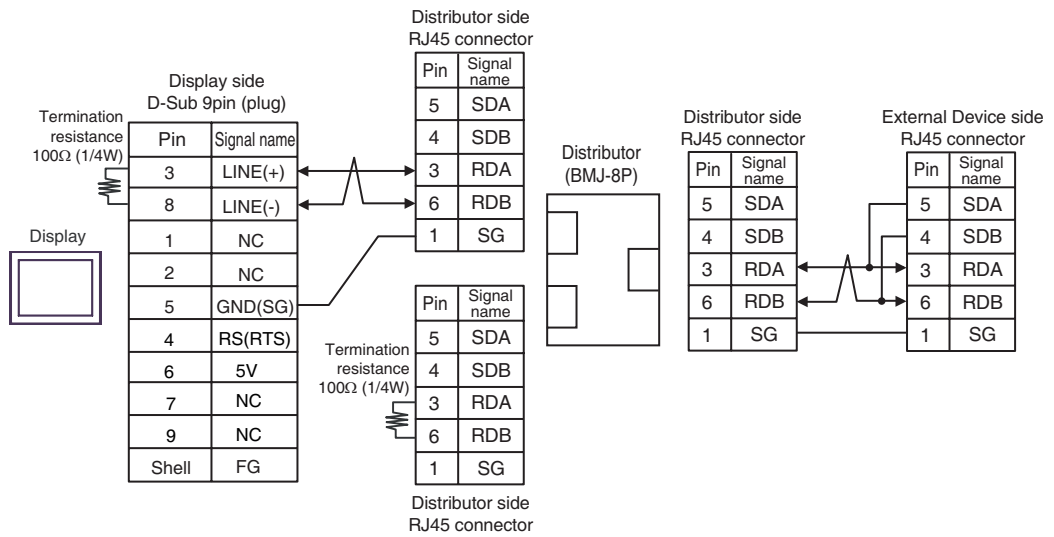 Distributor side
RJ45 connector
Pin Signal name
5 SDA
4 SDB
3 RDA
6 RDB
1 SG
Display side
D-Sub 9pin (plug)
Termination
resistance
100Ω (1/4W)
Pin Signal name
3 LINE(+)
8 LINE(-)
1 NC
2 NC
5 GND(SG)
4 RS(RTS)
6 5V
7 NC
9 NC
Shell FG
Display
Pin Signal name
5 SDA
4 SDB
3 RDA
6 RDB
1 SG
Termination
resistance
100Ω (1/4W)
Distributor side
RJ45 connector
Distributor
(BMJ-8P)
Distributor side
RJ45 connector
Pin Signal name
5 SDA
4 SDB
3 RDA
6 RDB
1 SG
External Device side
RJ45 connector
Pin Signal name
5 SDA
4 SDB
3 RDA
6 RDB
1 SG